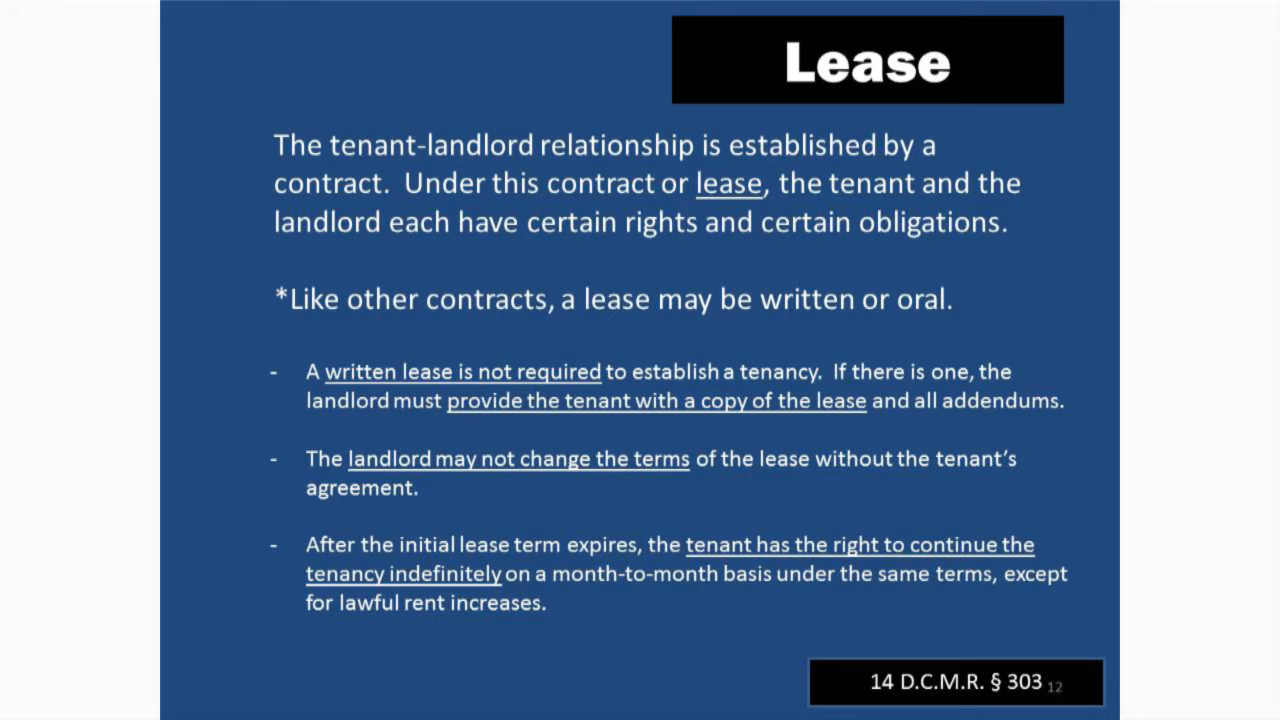 Lease
The tenant-landlord relationship is established by a
contract.  Under this contract or lease, the tenant and the
landlord each have certain rights and certain obligations.
*Like other contracts, a lease may be written or oral.
- A written lease is not required to establish a tenancy.  If there is one, the
landlord must provide the tenant with a copy of the lease and all addendums.
- The landlord may not change the terms of the lease without the tenant's
agreement.
- After the initial lease term expires, the tenant has the right to continue the
tenancy indefinitely on a month-to-month basis under the same terms, except
for lawful rent increases.
14 D.C.M.R. § 303 12